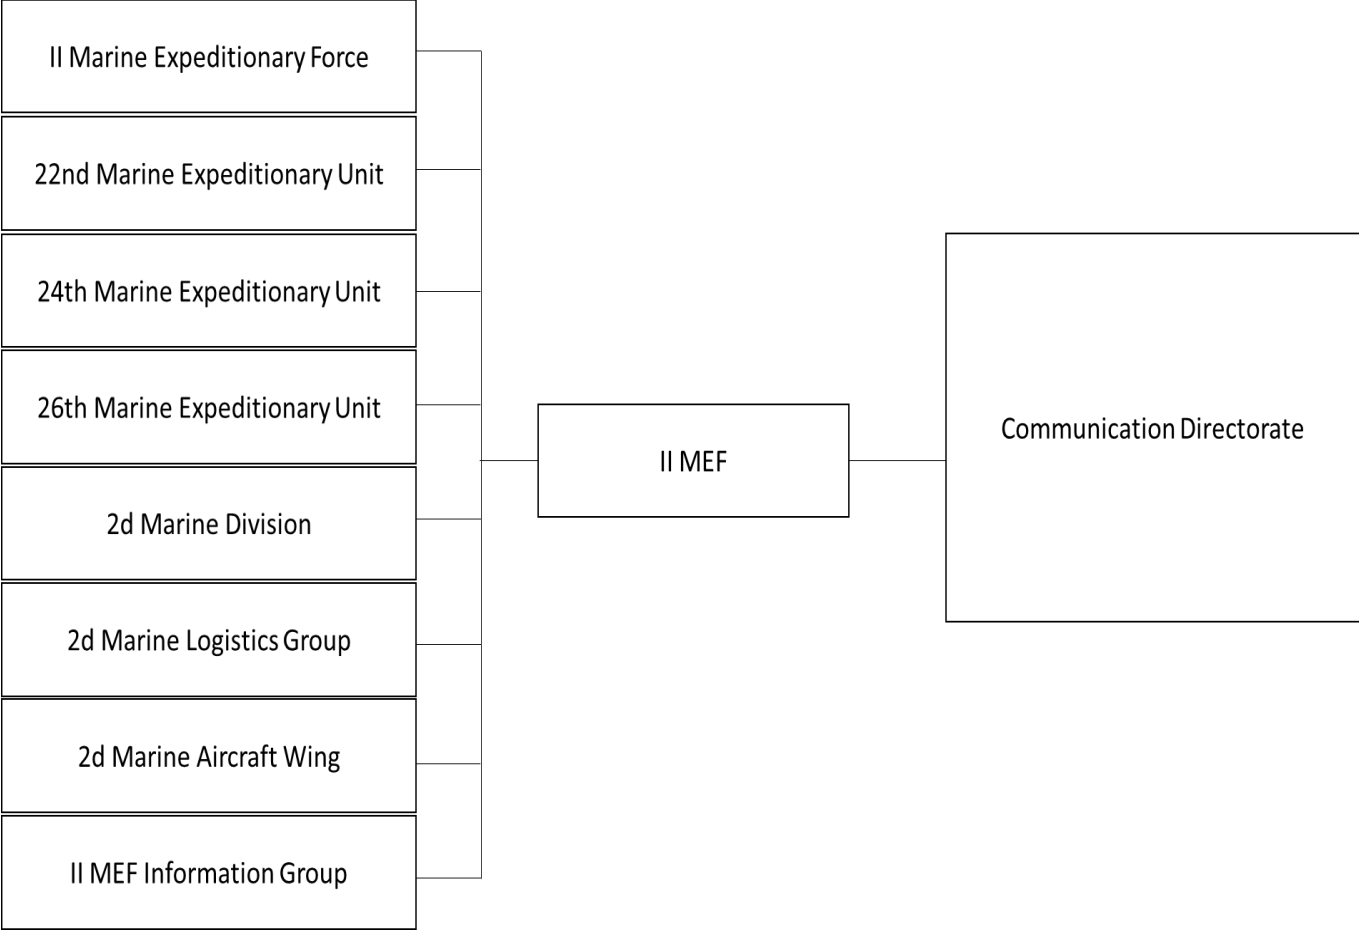 II Marine Expeditionary Force
22nd Marine Expeditionary Unit
24th Marine Expeditionary Unit
26th Marine Expeditionary Unit
2d Marine Division
2d Marine Logistics Group
2d Marine Aircraft Wing
II MEF Information Group
II MEF
Communication Directorate